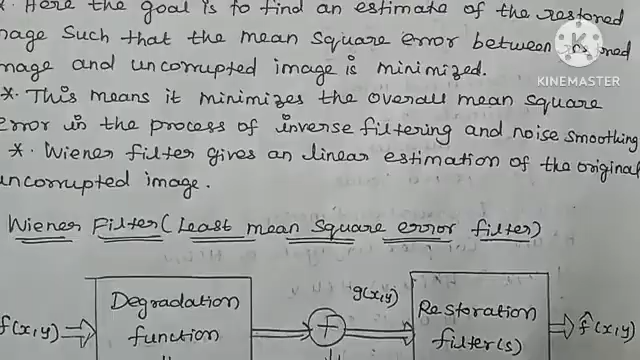 *. Here the goal is to find an estimate of the restored
mage such that the mean square error between
mage and uncorrupted image is minimized.
KINEMASTER
*. This means it minimizes the overall mean square
error in the process of inverse filtering and noise smoothing
*. Wiener filter gives an linear estimation of the original
uncorrupted image.
Wiener Filter (Least mean square error filter)
f(x,y)
Degradation
function
+
g(x,y)
Restoration
filter(s)
f̂(x,y)